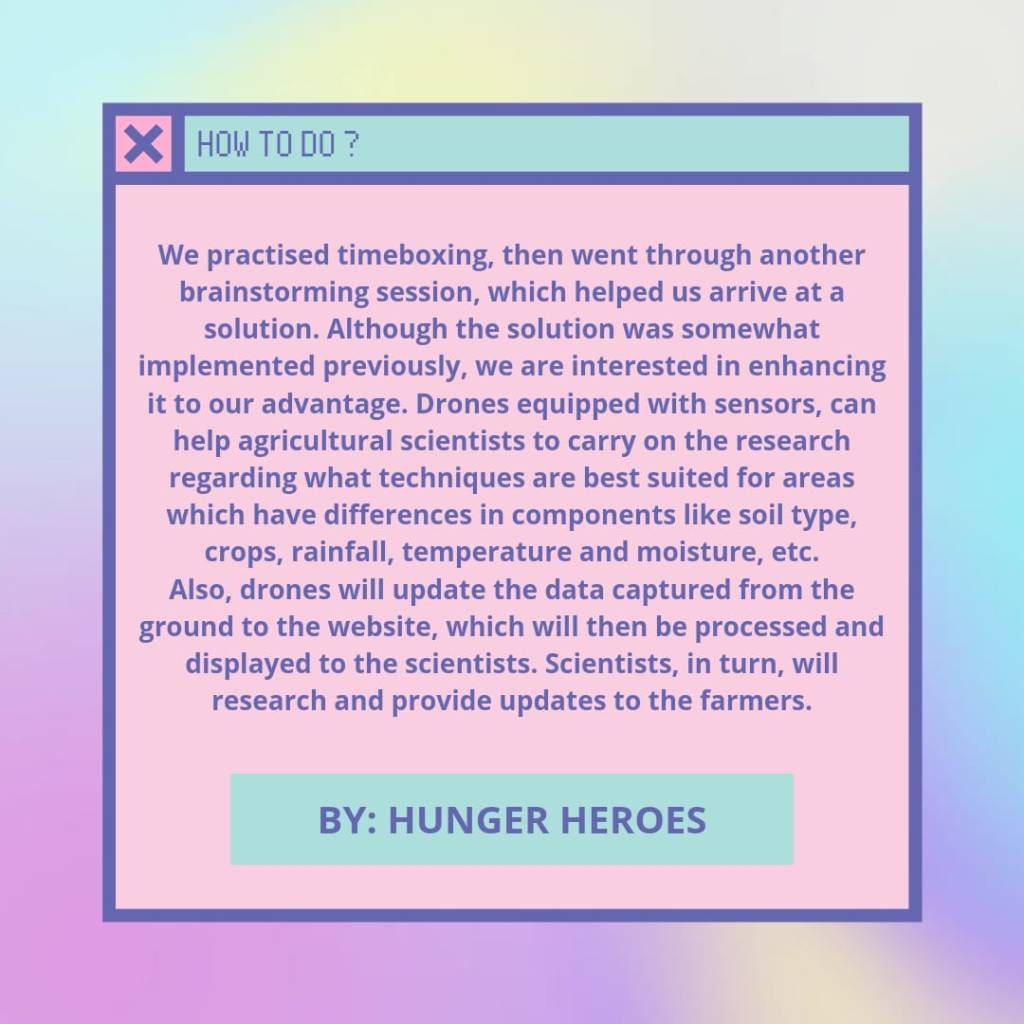 HOW TO DO ?
We practised timeboxing, then went through another
brainstorming session, which helped us arrive at a
solution. Although the solution was somewhat
implemented previously, we are interested in enhancing
it to our advantage. Drones equipped with sensors, can
help agricultural scientists to carry on the research
regarding what techniques are best suited for areas
which have differences in components like soil type,
crops, rainfall, temperature and moisture, etc.
Also, drones will update the data captured from the
ground to the website, which will then be processed and
displayed to the scientists. Scientists, in turn, will
research and provide updates to the farmers.
BY: HUNGER HEROES